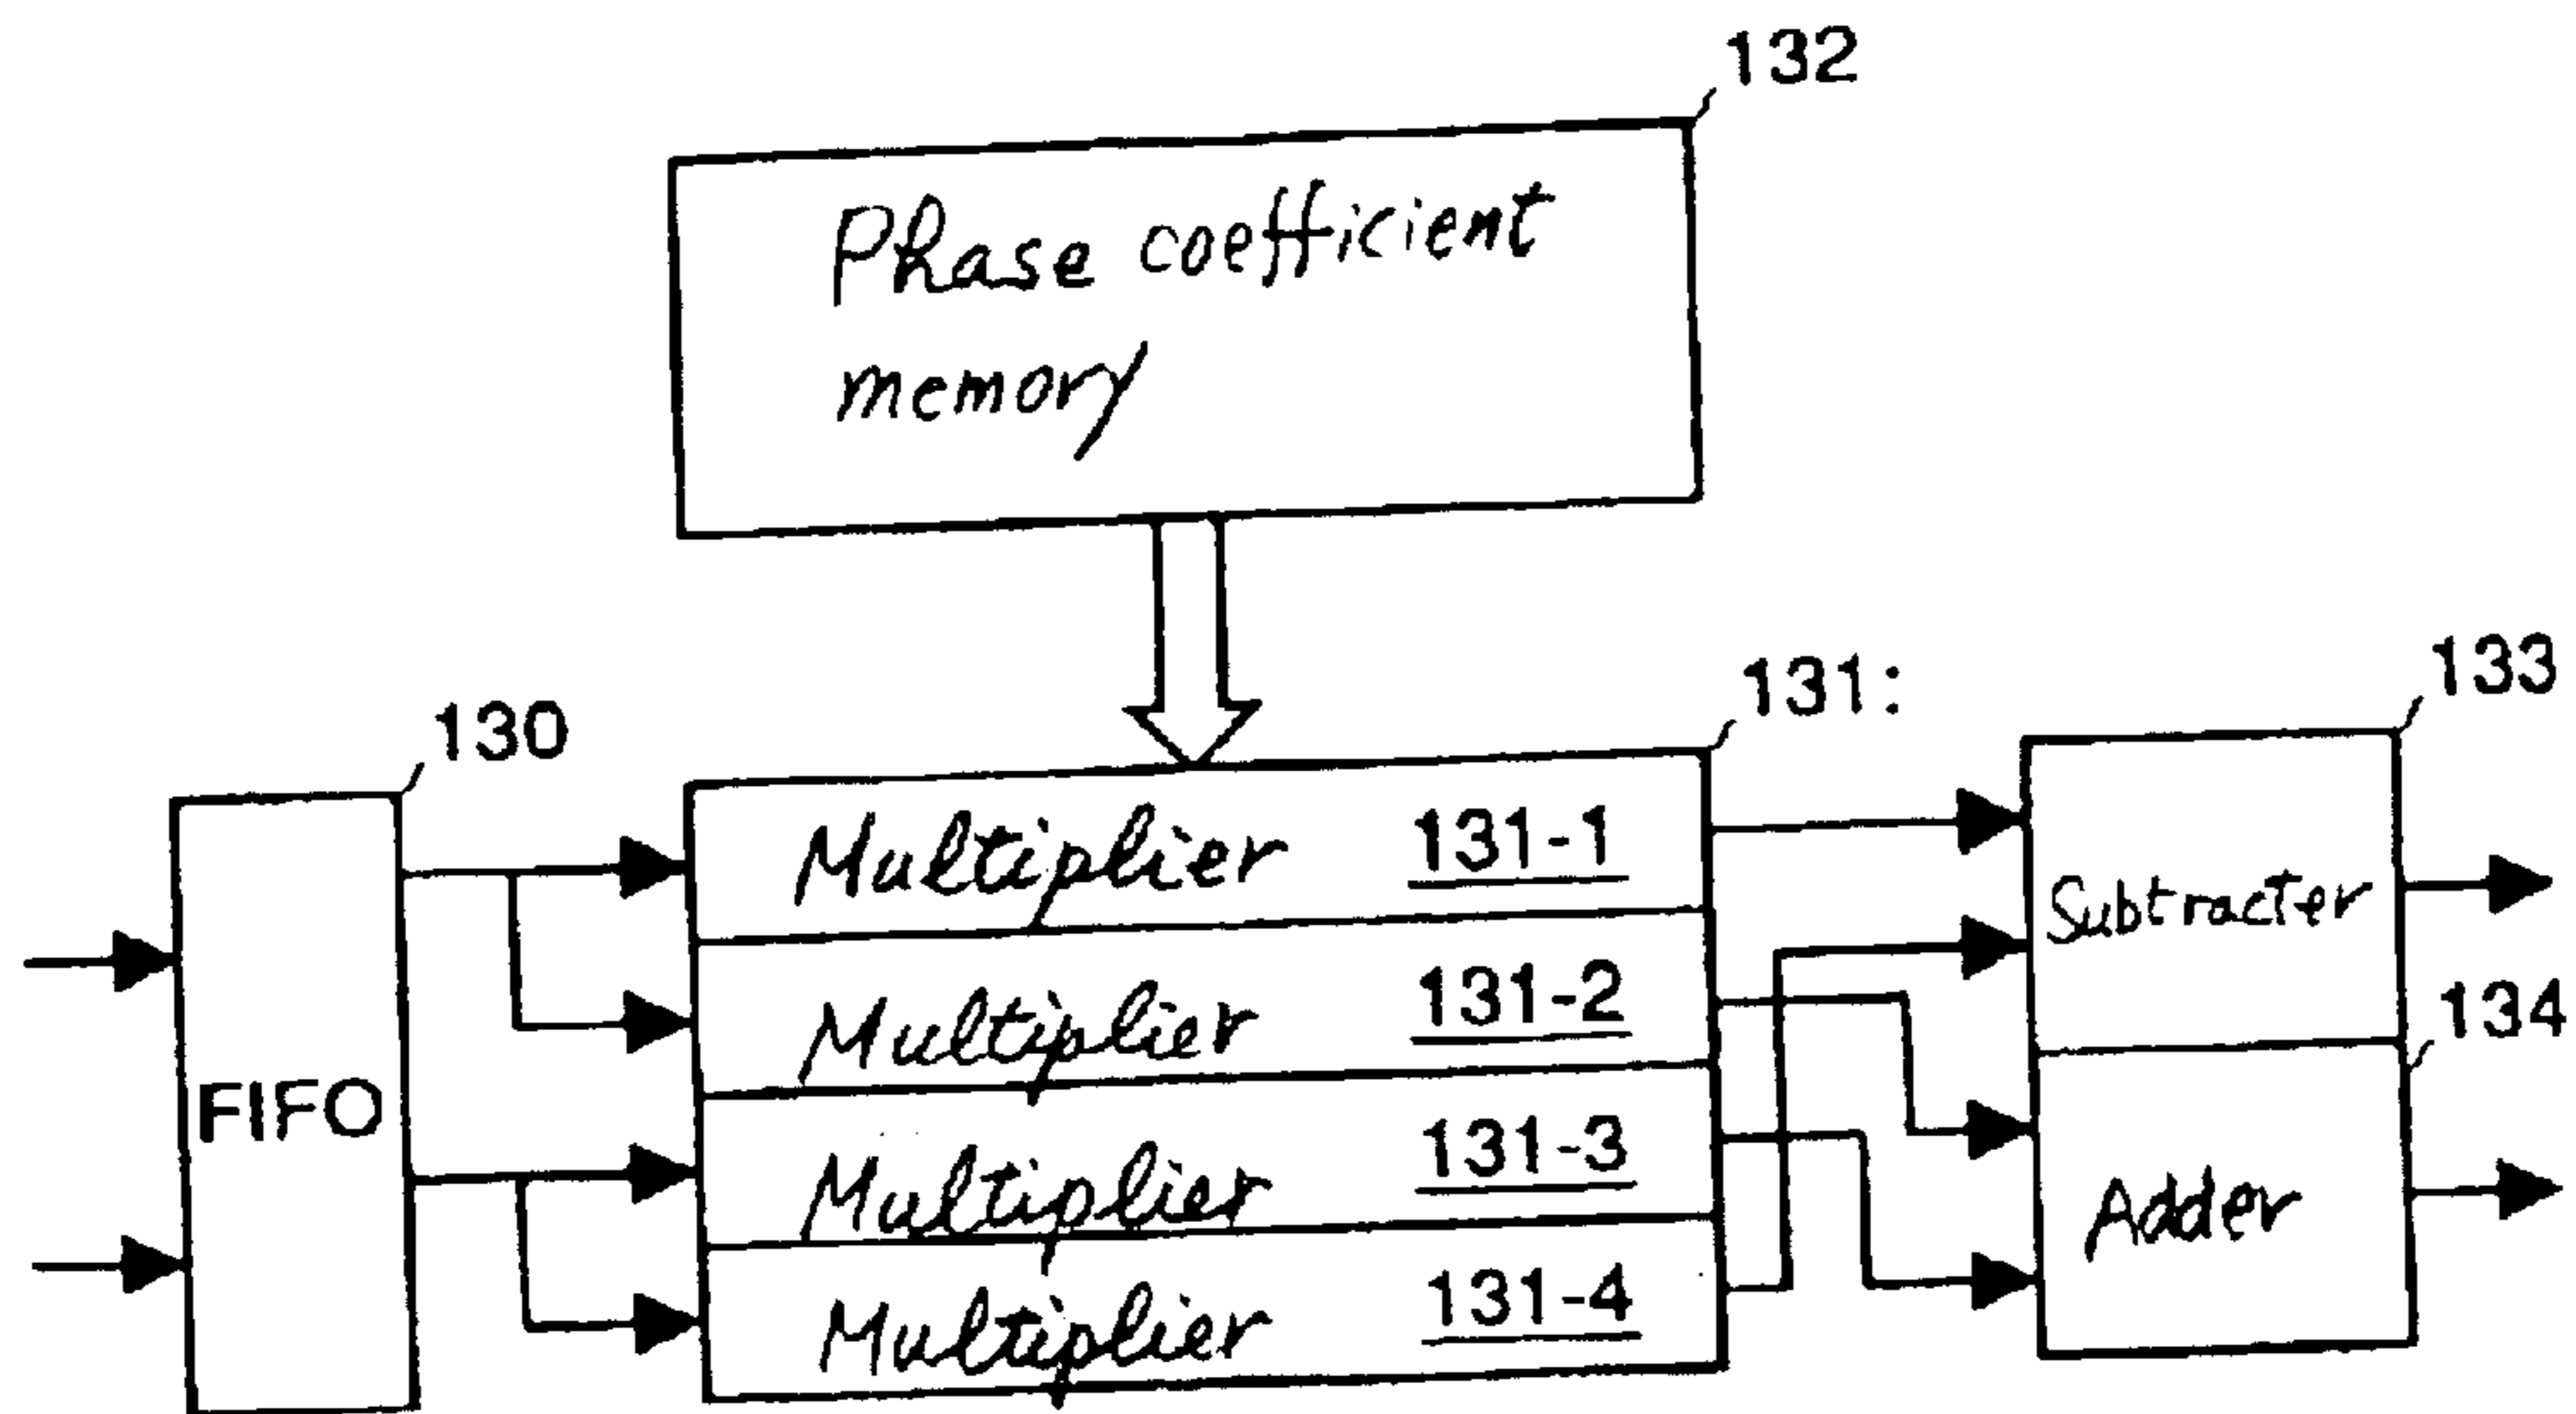 132
Phase coefficient
memory
130
131:
133
Multiplier 131-1
Subtracter
Multiplier 131-2
134
FIFO
Multiplier 131-3
Adder
Multiplier 131-4